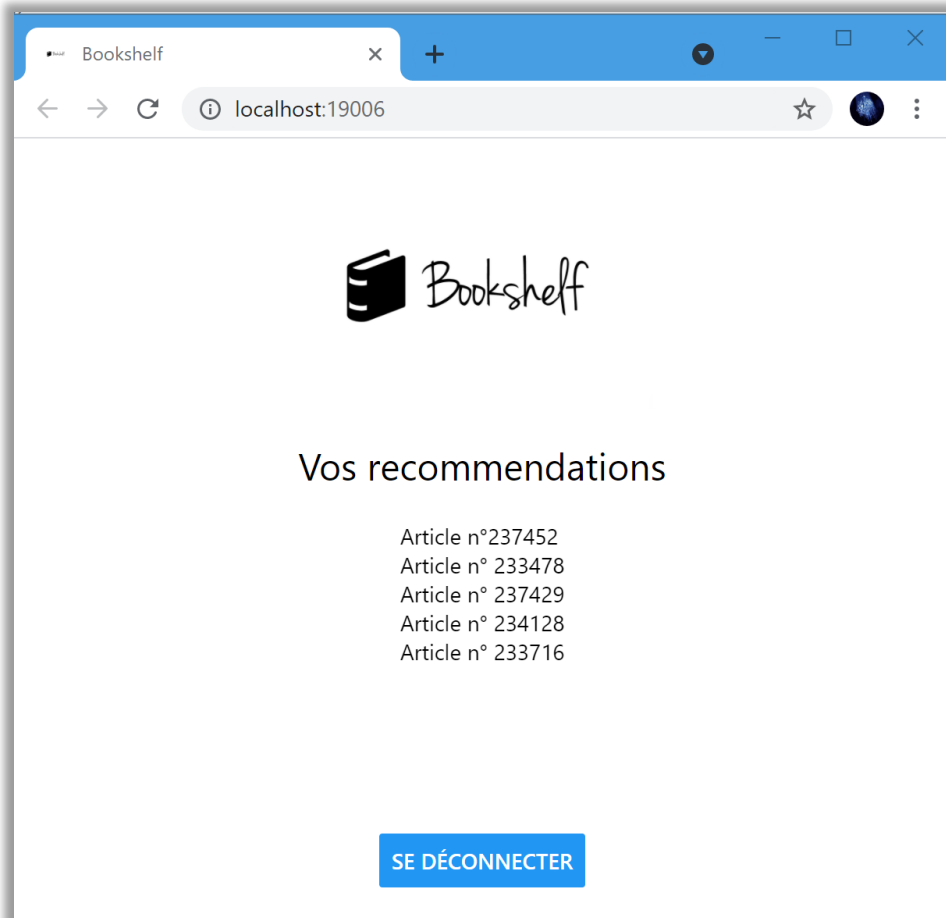 Bookshelf
localhost:19006
Bookshelf
Vos recommendations
Article n°237452
Article n° 233478
Article n° 237429
Article n° 234128
Article n° 233716
SE DÉCONNECTER